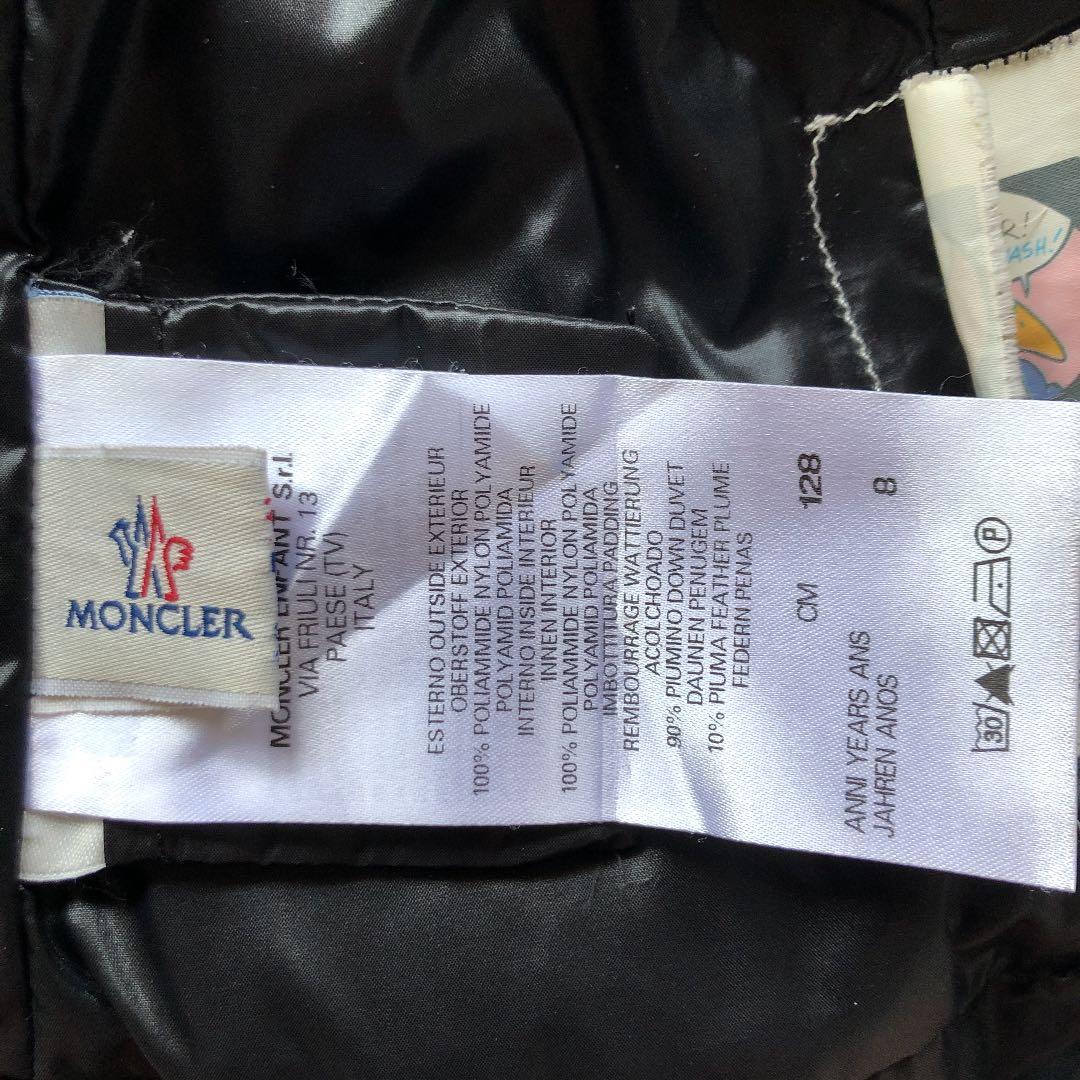 MONCLER
MONCLER ENFANT S.r.l.
VIA FRIULI NR. 13
PAESE (TV)
ITALY
ESTERNO OUTSIDE EXTERIEUR
OBERSTOFF EXTERIOR
100% POLIAMMIDE NYLON POLYAMIDE
POLYAMID POLIAMIDA
INTERNO INSIDE INTERIEUR
INNEN INTERIOR
100% POLIAMMIDE NYLON POLYAMIDE
POLYAMID POLIAMIDA
IMBOTTITURA PADDING
REMBOURRAGE WATTIERUNG
ACOLCHOADO
90% PIUMINO DOWN DUVET
DAUNEN PENUGEM
10% PIUMA FEATHER PLUME
FEDERN PENAS
CM 128
ANNI YEARS ANS
JAHREN ANOS 8
30 P
R!
ASH!